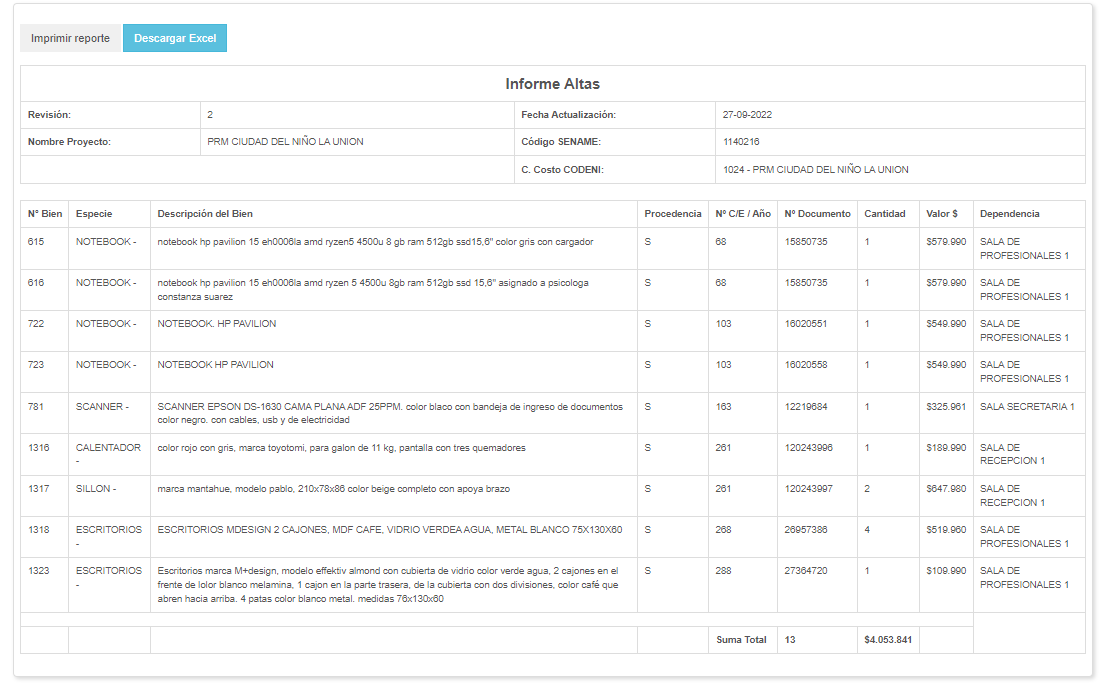 Imprimir reporte Descargar Excel
Informe Altas
Revisión: 2 Fecha Actualización: 27-09-2022
Nombre Proyecto: PRM CIUDAD DEL NIÑO LA UNION Código SENAME: 1140216
C. Costo CODENI: 1024 - PRM CIUDAD DEL NIÑO LA UNION
N° Bien Especie Descripción del Bien Procedencia Nº C/E / Año Nº Documento Cantidad Valor $ Dependencia
615 NOTEBOOK - notebook hp pavilion 15 eh0006la amd ryzen5 4500u 8 gb ram 512gb ssd15,6" color gris con cargador S 68 15850735 1 $579.990 SALA DE
PROFESIONALES 1
616 NOTEBOOK - notebook hp pavilion 15 eh0006la amd ryzen 5 4500u 8gb ram 512gb ssd 15,6" asignado a psicologa S 68 15850735 1 $579.990 SALA DE
constanza suarez PROFESIONALES 1
722 NOTEBOOK - NOTEBOOK. HP PAVILION S 103 16020551 1 $549.990 SALA DE
PROFESIONALES 1
723 NOTEBOOK - NOTEBOOK HP PAVILION S 103 16020558 1 $549.990 SALA DE
PROFESIONALES 1
781 SCANNER - SCANNER EPSON DS-1630 CAMA PLANA ADF 25PPM. color blaco con bandeja de ingreso de documentos S 163 12219684 1 $325.961 SALA SECRETARIA 1
color negro. con cables, usb y de electricidad
1316 CALENTADOR color rojo con gris, marca toyotomi, para galon de 11 kg, pantalla con tres quemadores S 261 120243996 1 $189.990 SALA DE
- RECEPCION 1
1317 SILLON - marca mantahue, modelo pablo, 210x78x86 color beige completo con apoya brazo S 261 120243997 2 $647.980 SALA DE
RECEPCION 1
1318 ESCRITORIOS ESCRITORIOS MDESIGN 2 CAJONES, MDF CAFE, VIDRIO VERDEA AGUA, METAL BLANCO 75X130X60 S 268 26957386 4 $519.960 SALA DE
- PROFESIONALES 1
1323 ESCRITORIOS Escritorios marca M+design, modelo effektiv almond con cubierta de vidrio color verde agua, 2 cajones en el S 288 27364720 1 $109.990 SALA DE
- frente de lolor blanco melamina, 1 cajon en la parte trasera, de la cubierta con dos divisiones, color café que PROFESIONALES 1
abren hacia arriba. 4 patas color blanco metal. medidas 76x130x60
Suma Total 13 $4.053.841